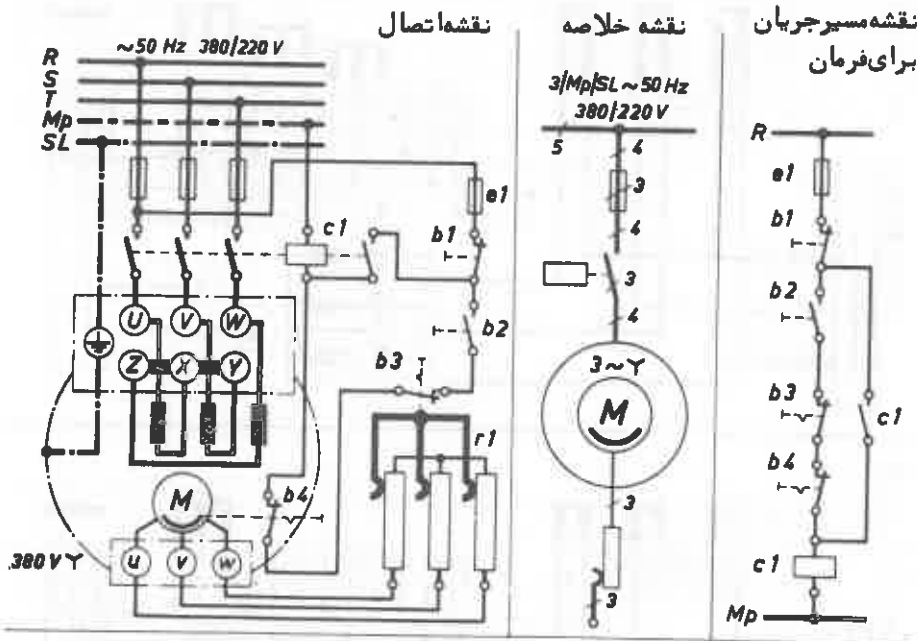 نقشه اتصال
~50 Hz 380/220 V
R
S
T
Mp
SL
e1
c1
b1
b2
b3
U V W
Z X Y
r1
b4
M
380 V Y
u v w
نقشه خلاصه
3/Mp/SL ~ 50 Hz
380/220 V
5
4
3
4
3
4
3~Y
M
3
3
نقشه مسیر جریان
برای فرمان
R
e1
b1
b2
b3
c1
b4
c1
Mp